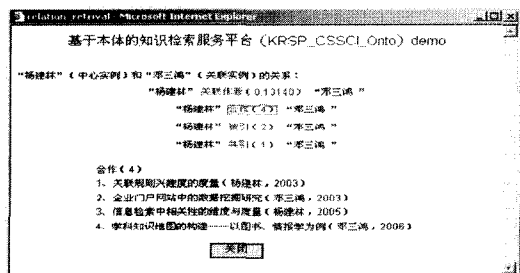 relation retrival - Microsoft Internet Explorer
基于本体的知识检索服务平台（KRSP_CSSCI_Onto）demo
“杨建林”（中心实例）和“邓三鸿”（关联实例）的关系：
“杨建林” 关联推荐(0.13140) “邓三鸿”
“杨建林” 合作(4) “邓三鸿”
“杨建林” 被引(2) “邓三鸿”
“杨建林” 共引(1) “邓三鸿”
合作(4)
1、关联规则兴趣度的度量(杨建林，2003)
2、企业门户网站中的数据挖掘研究(邓三鸿，2003)
3、信息检索中相关性的维度与度量(杨建林，2005)
4、学科知识地图的构建——以图书、情报学为例(邓三鸿，2006)
关闭